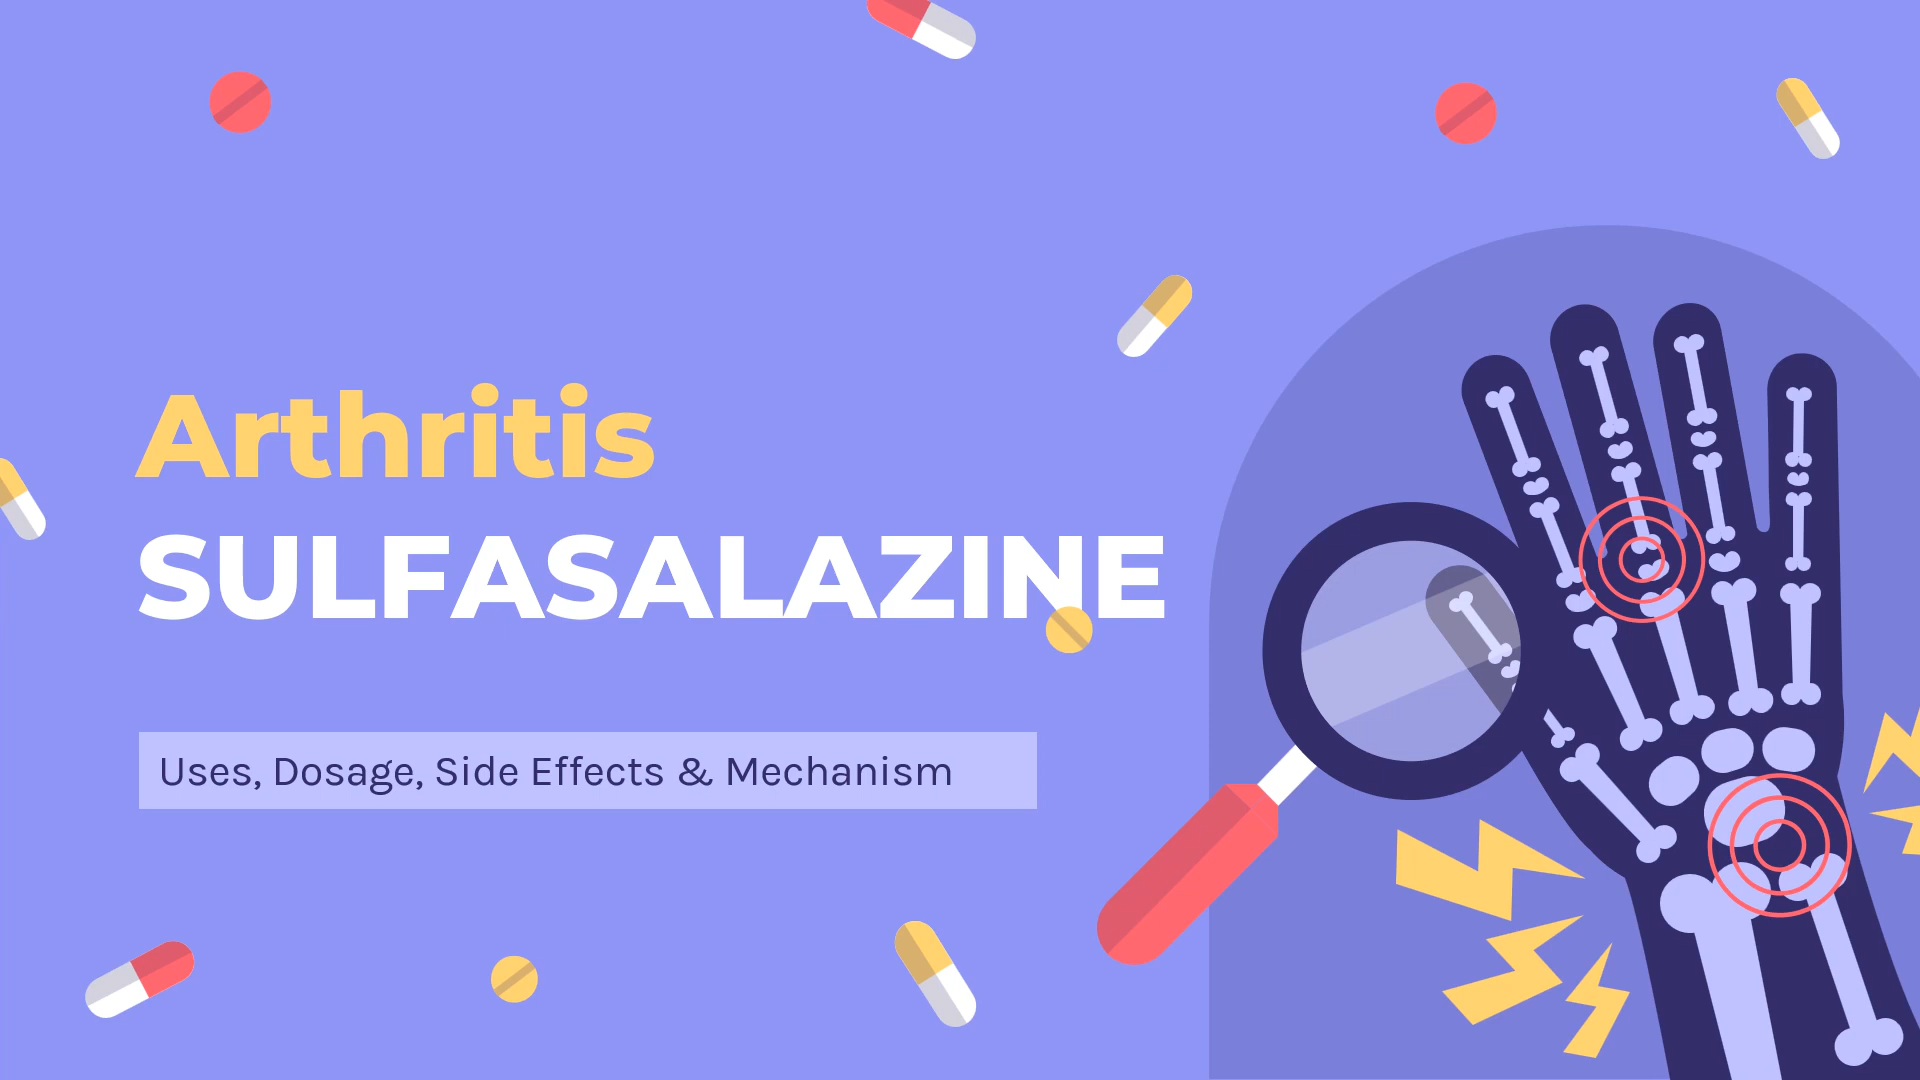 Arthritis
SULFASALAZINE
Uses, Dosage, Side Effects & Mechanism